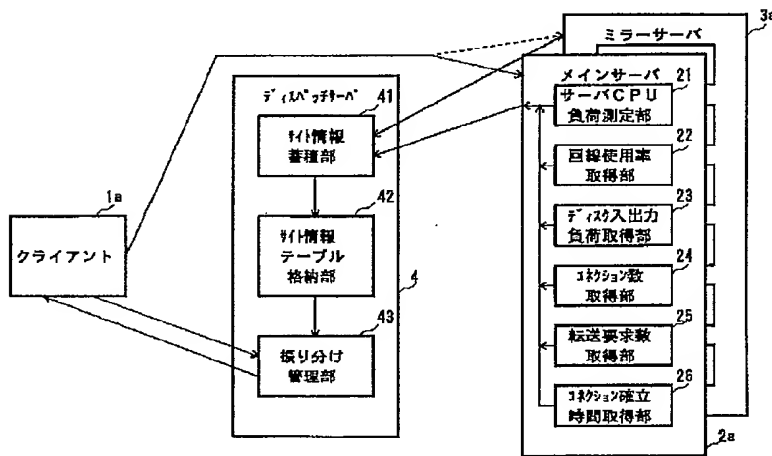 3a
ミラーサーバ
メインサーバ
21
サーバCPU
負荷測定部
22
回線使用率
取得部
23
ディスク入出力
負荷取得部
24
コネクション数
取得部
25
転送要求数
取得部
26
コネクション確立
時間取得部
2a
ディスパッチサーバ
41
サイト情報
蓄積部
42
サイト情報
テーブル
格納部
4
43
振り分け
管理部
1a
クライアント